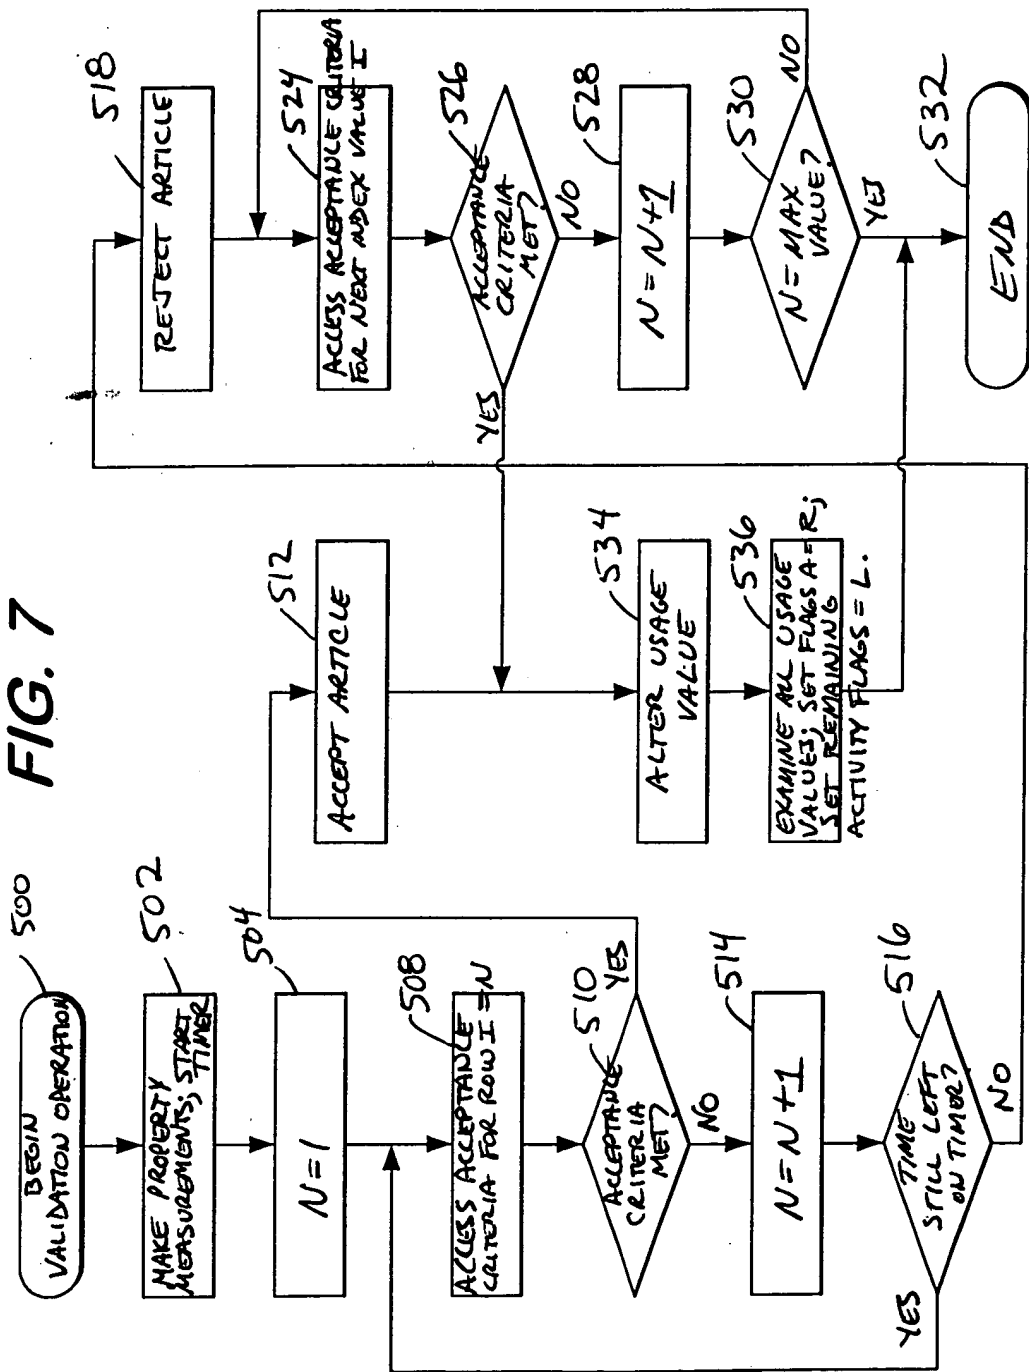 FIG. 7
500
BEGIN
VALIDATION OPERATION
502
MAKE PROPERTY
MEASUREMENTS; START
TIMER
504
N=1
508
ACCESS ACCEPTANCE
CRITERIA FOR ROW I = N
510
ACCEPTANCE
CRITERIA
MET?
YES
NO
514
N = N+1
516
TIME
STILL LEFT
ON TIMER?
YES
NO
512
ACCEPT ARTICLE
534
ALTER USAGE
VALUE
536
EXAMINE ALL USAGE
VALUES; SET FLAGS A = R;
SET REMAINING
ACTIVITY FLAGS = L.
518
REJECT ARTICLE
524
ACCESS ACCEPTANCE CRITERIA
FOR NEXT INDEX VALUE I
526
ACCEPTANCE
CRITERIA
MET?
YES
NO
528
N = N+1
530
N = MAX
VALUE?
NO
YES
532
END